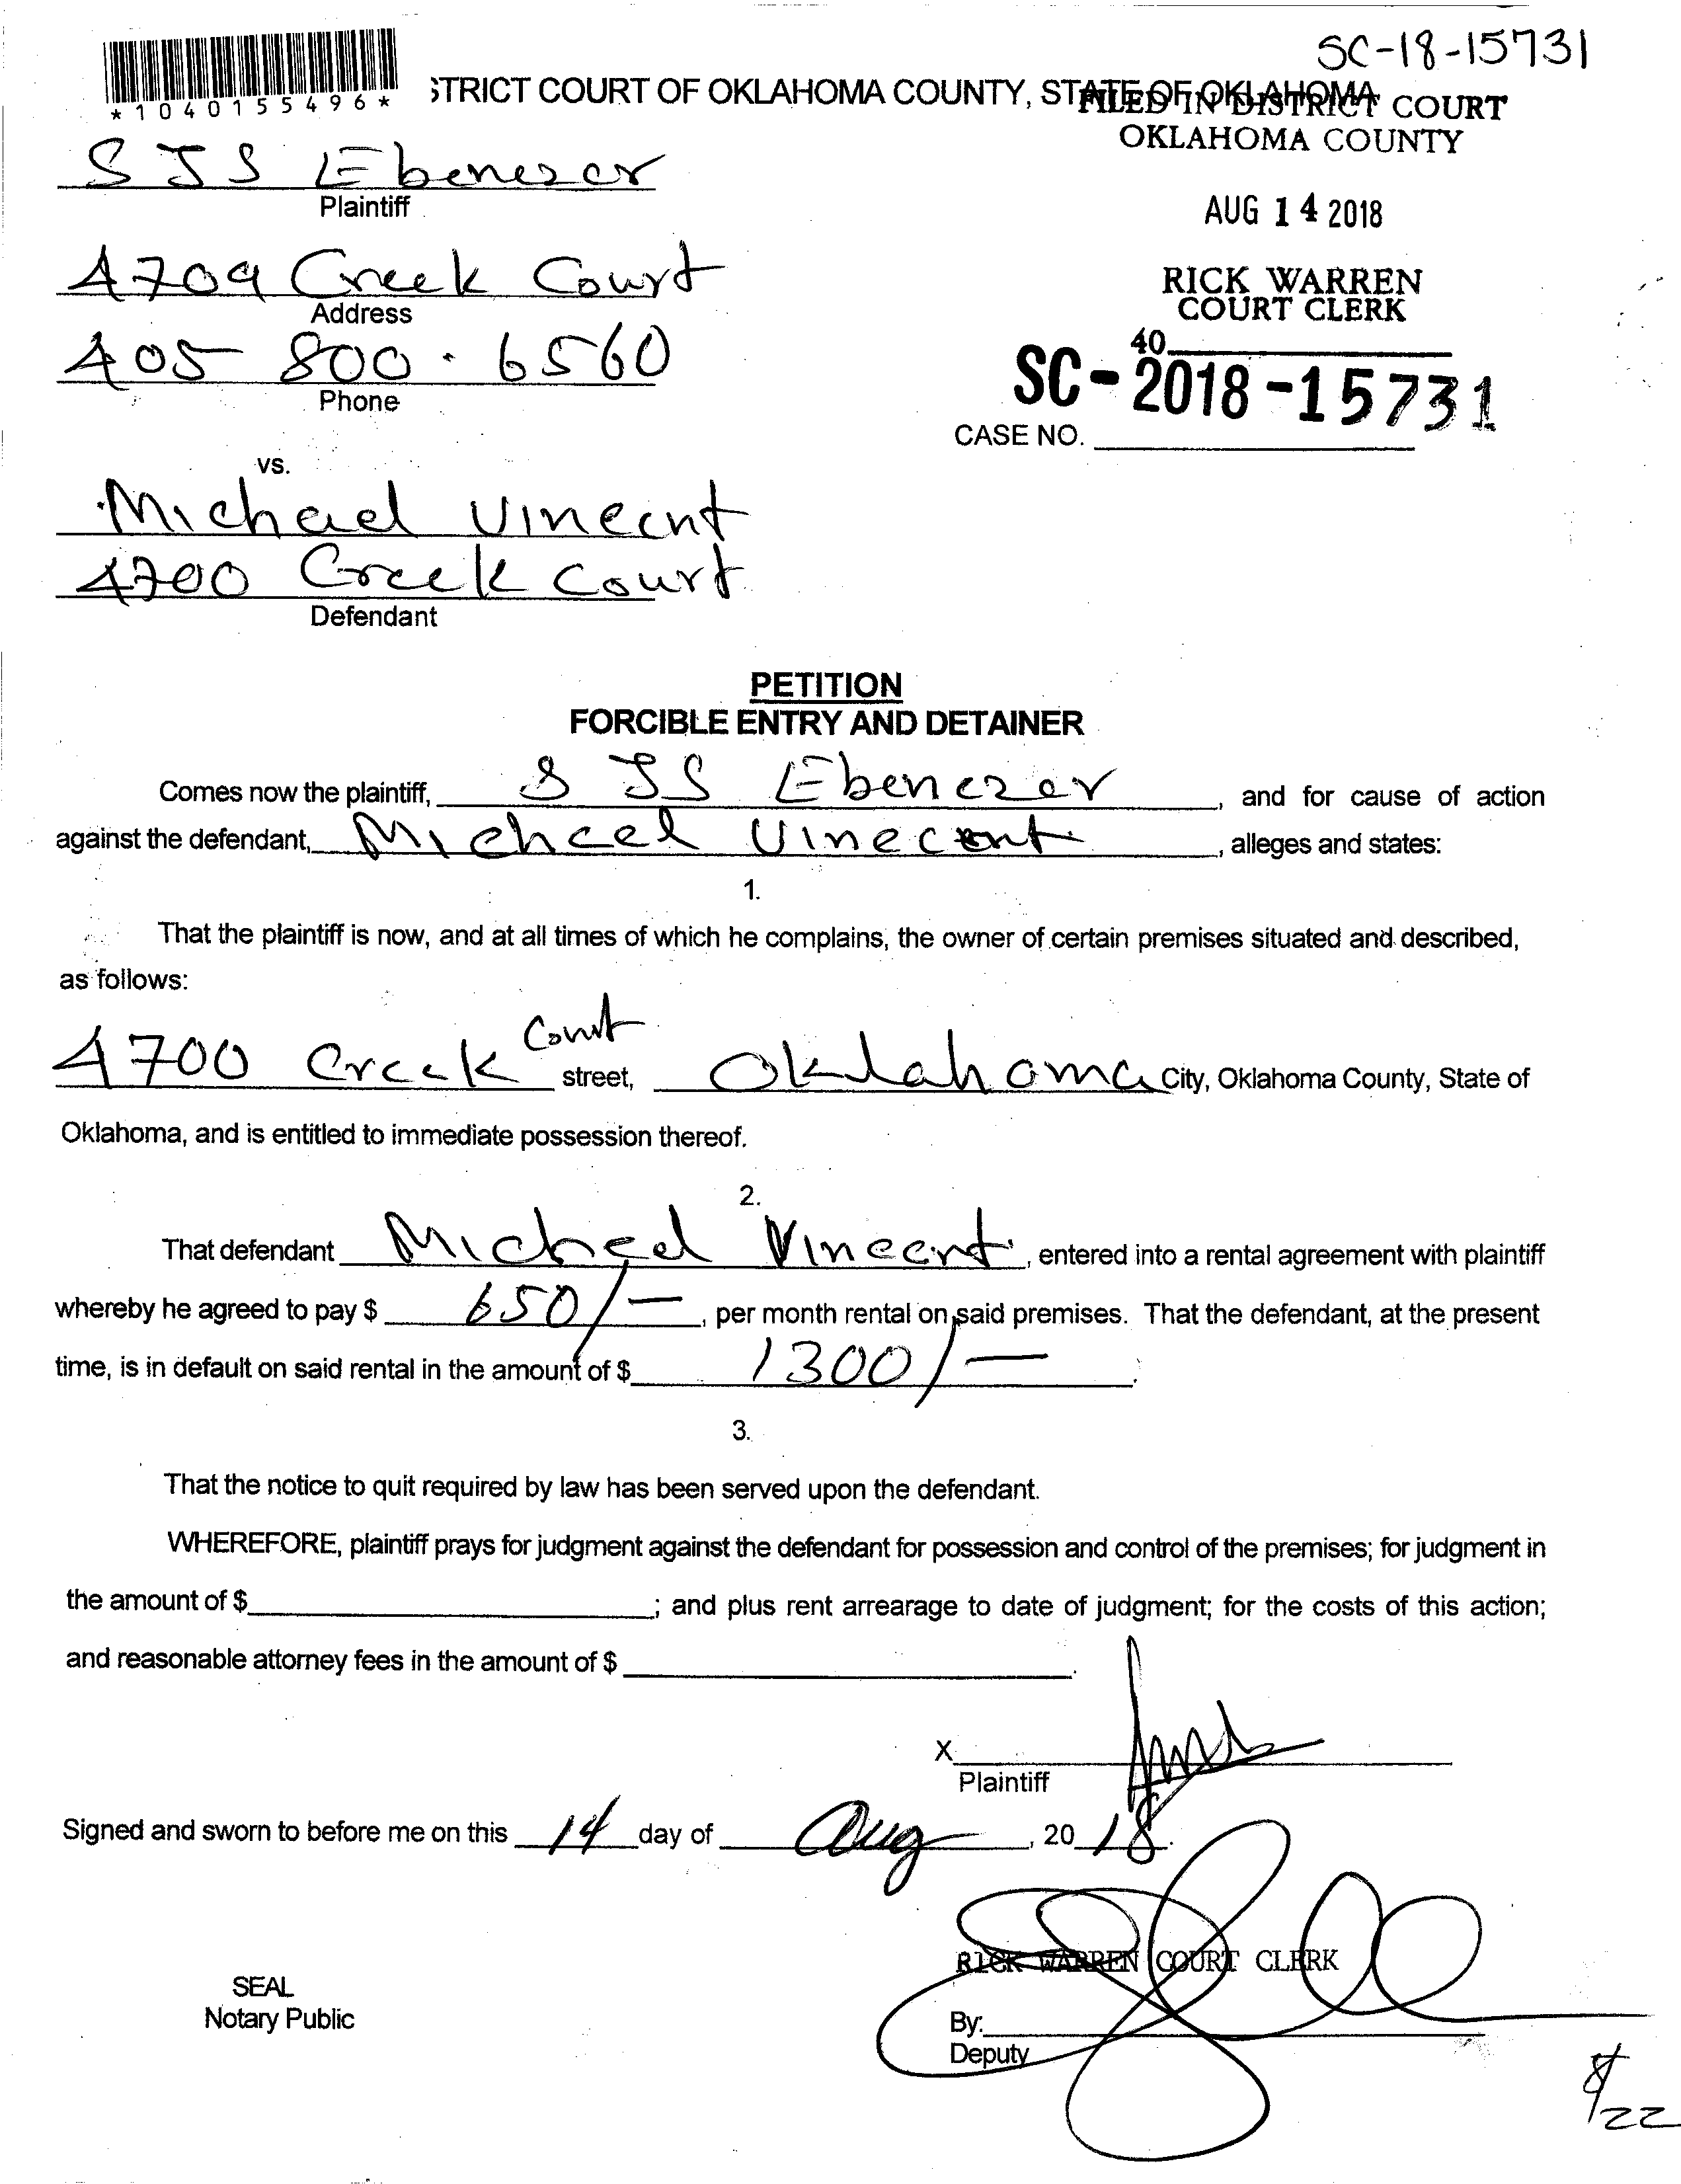 SC-18-15731
*1040155496*
STRICT COURT OF OKLAHOMA COUNTY, STATE OF OKLAHOMA
FILED IN DISTRICT COURT
OKLAHOMA COUNTY
SJS Ebenezer
Plaintiff
AUG 14 2018
4709 Creek Court
Address
RICK WARREN
COURT CLERK
405 800 . 6560
Phone
40
SC-2018-15731
CASE NO.
vs.
Michael Vinecnt
4700 Creek Court
Defendant
PETITION
FORCIBLE ENTRY AND DETAINER
Comes now the plaintiff, SJS Ebenezer, and for cause of action
against the defendant, Michael Vinecent, alleges and states:
1.
That the plaintiff is now, and at all times of which he complains, the owner of certain premises situated and described,
as follows:
4700 Creek Court street, Oklahoma City, Oklahoma County, State of
Oklahoma, and is entitled to immediate possession thereof.
2.
That defendant Michael Vinecnt, entered into a rental agreement with plaintiff
whereby he agreed to pay $ 650/-, per month rental on said premises. That the defendant, at the present
time, is in default on said rental in the amount of $ 1300/-.
3.
That the notice to quit required by law has been served upon the defendant.
WHEREFORE, plaintiff prays for judgment against the defendant for possession and control of the premises; for judgment in
the amount of $ ; and plus rent arrearage to date of judgment; for the costs of this action;
and reasonable attorney fees in the amount of $ .
X
Plaintiff
Signed and sworn to before me on this 14 day of Aug, 20 18.
RICK WARREN COURT CLERK
SEAL
Notary Public
By:
Deputy
8/22